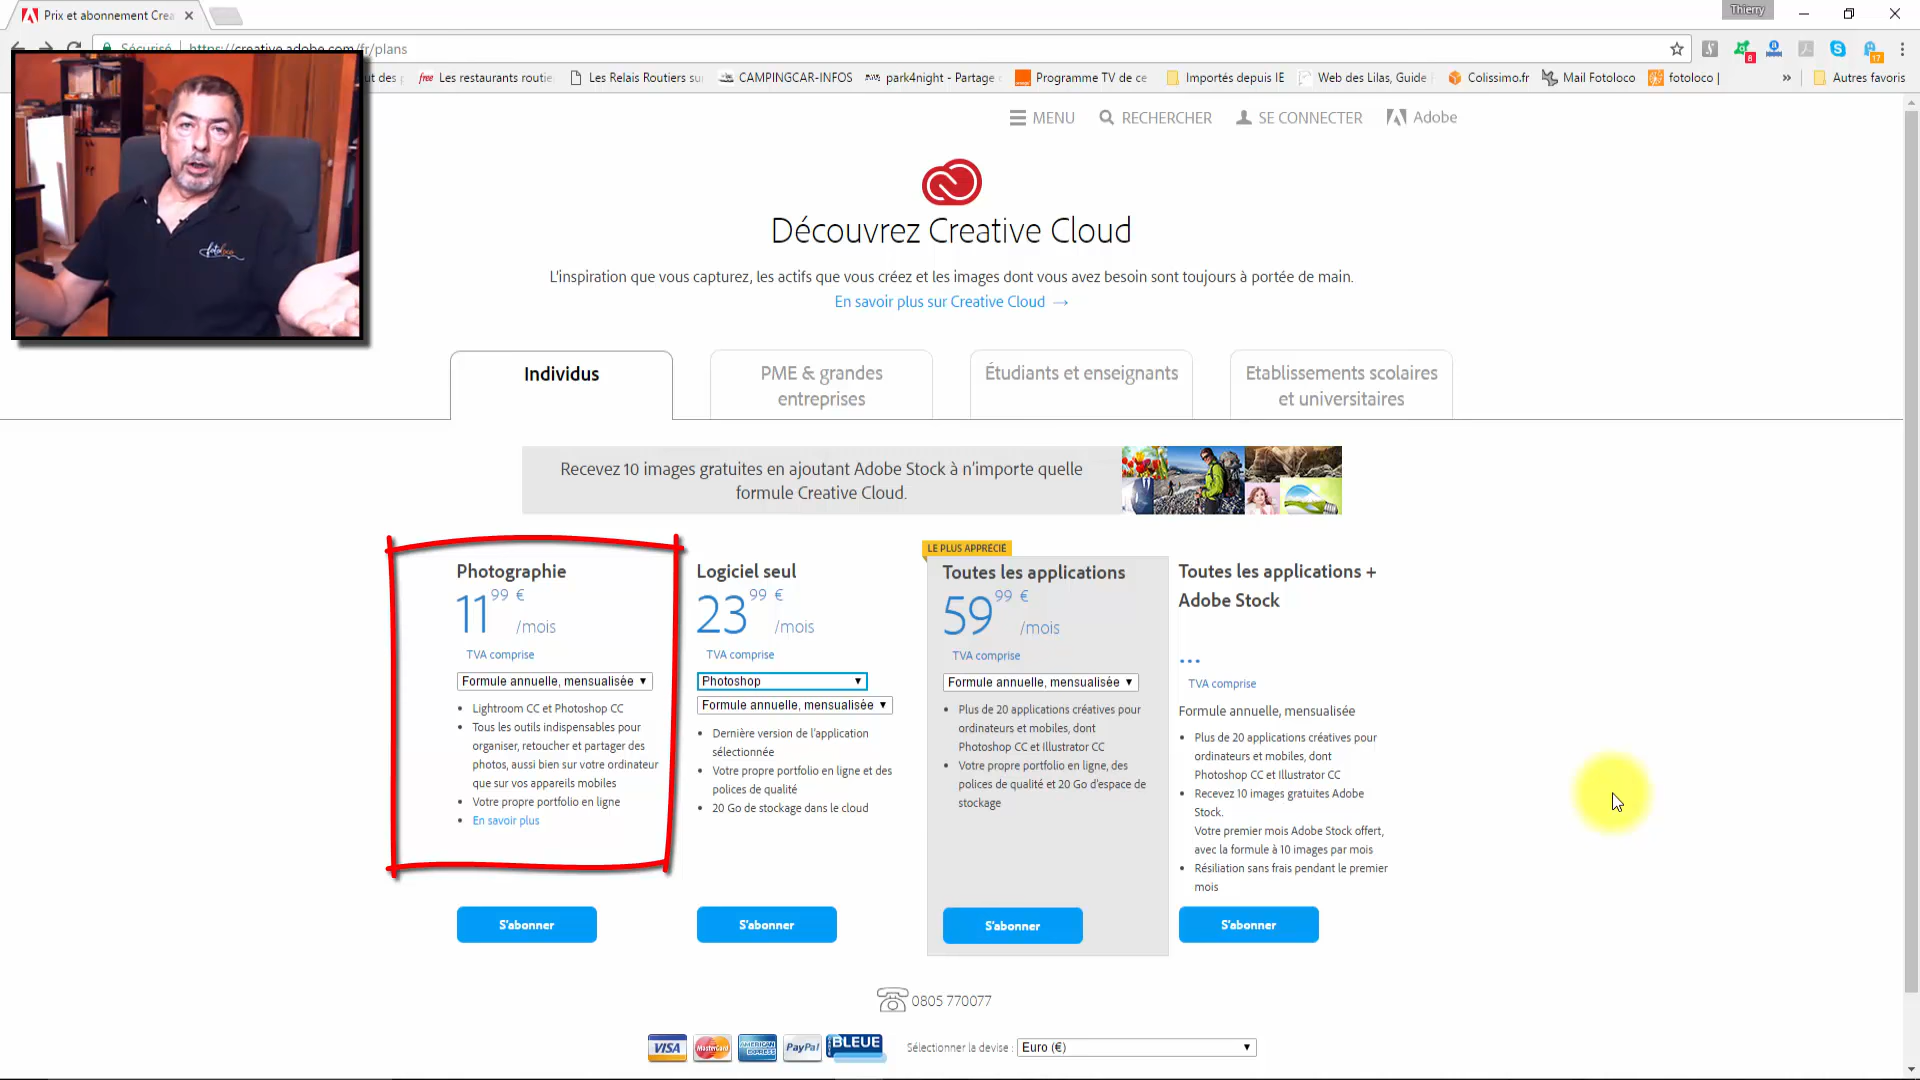 Prix et abonnement Crea
Thierry
Sécurisé
https://creative.adobe.com/fr/plans
ut des
free Les restaurants routie
Les Relais Routiers su
CAMPINGCAR-INFOS
park4night - Partage
Programme TV de ce
Importés depuis IE
Web des Lilas, Guide
Colissimo.fr
Mail Fotoloco
fotoloco |
»
Autres favoris
8
17
MENU
RECHERCHER
SE CONNECTER
Adobe
fotoloco
Découvrez Creative Cloud
L'inspiration que vous capturez, les actifs que vous créez et les images dont vous avez besoin sont toujours à portée de main.
En savoir plus sur Creative Cloud →
Individus
PME & grandes
entreprises
Étudiants et enseignants
Etablissements scolaires
et universitaires
Recevez 10 images gratuites en ajoutant Adobe Stock à n'importe quelle
formule Creative Cloud.
Photographie
11 99 €
/mois
TVA comprise
Formule annuelle, mensualisée
• Lightroom CC et Photoshop CC
• Tous les outils indispensables pour
organiser, retoucher et partager des
photos, aussi bien sur votre ordinateur
que sur vos appareils mobiles
• Votre propre portfolio en ligne
• En savoir plus
S'abonner
Logiciel seul
23 99 €
/mois
TVA comprise
Photoshop
Formule annuelle, mensualisée
• Dernière version de l'application
sélectionnée
• Votre propre portfolio en ligne et des
polices de qualité
• 20 Go de stockage dans le cloud
S'abonner
LE PLUS APPRÉCIÉ
Toutes les applications
59 99 €
/mois
TVA comprise
Formule annuelle, mensualisée
• Plus de 20 applications créatives pour
ordinateurs et mobiles, dont
Photoshop CC et Illustrator CC
• Votre propre portfolio en ligne, des
polices de qualité et 20 Go d'espace de
stockage
S'abonner
Toutes les applications +
Adobe Stock
...
TVA comprise
Formule annuelle, mensualisée
• Plus de 20 applications créatives pour
ordinateurs et mobiles, dont
Photoshop CC et Illustrator CC
• Recevez 10 images gratuites Adobe
Stock.
Votre premier mois Adobe Stock offert,
avec la formule à 10 images par mois
• Résiliation sans frais pendant le premier
mois
S'abonner
0805 770077
VISA
MasterCard
AMERICAN EXPRESS
PayPal
BLEUE
Sélectionner la devise :
Euro (€)